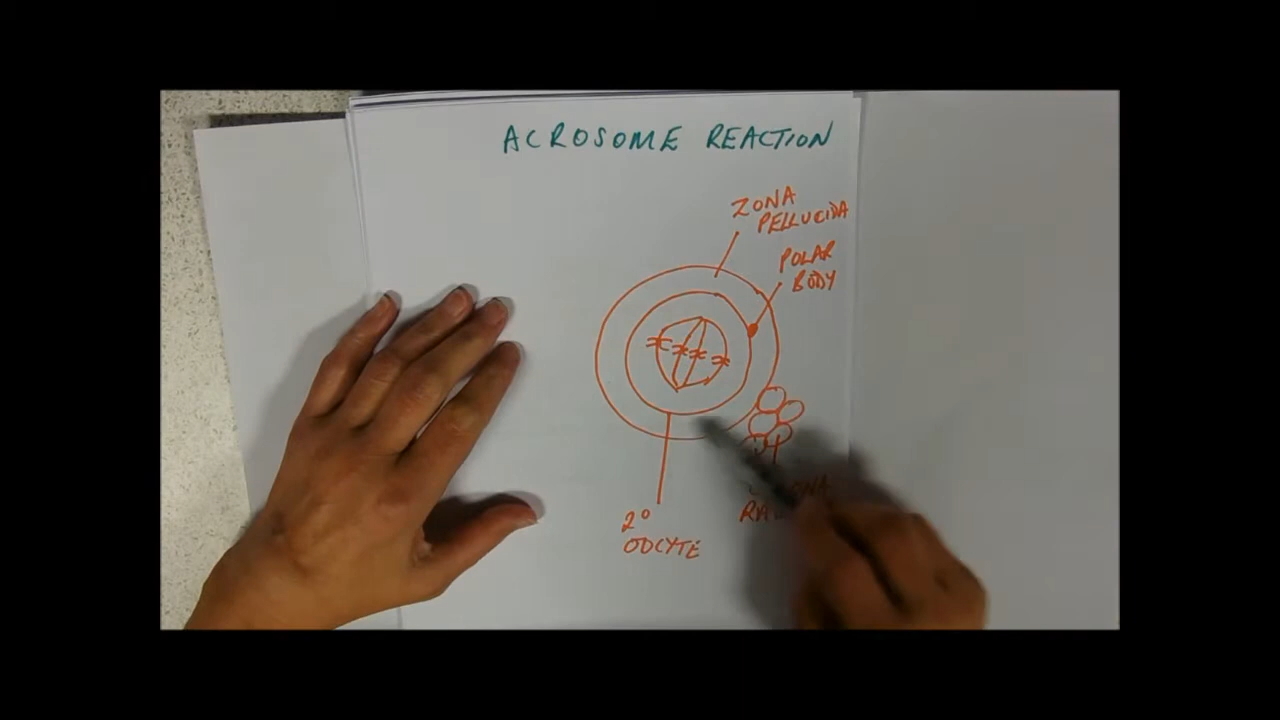 ACROSOME REACTION
ZONA
PELLUCIDA
POLAR
BODY
2°
OOCYTE